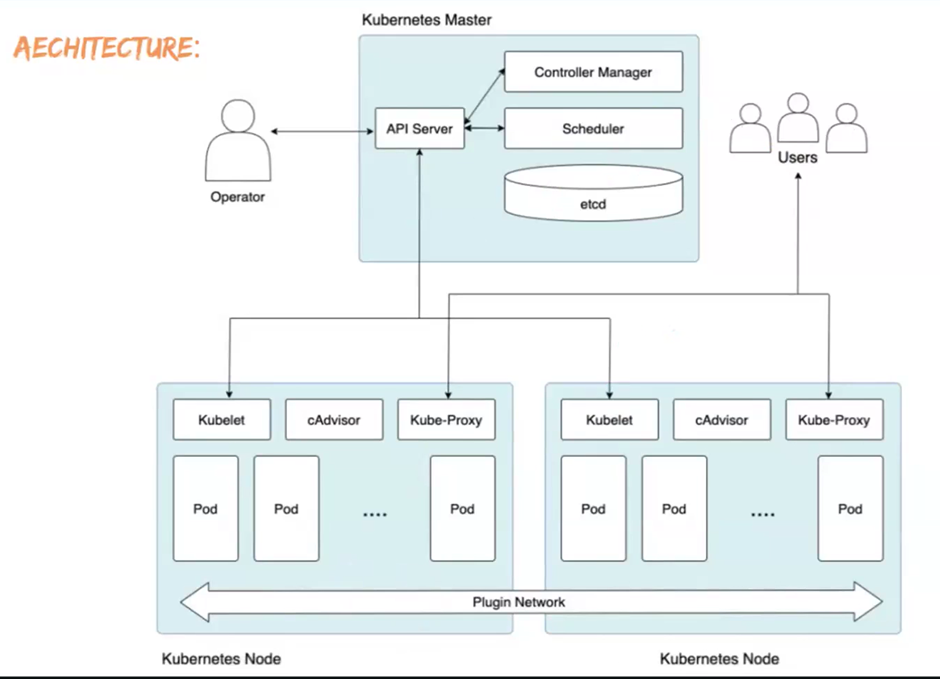 Kubernetes Master
AECHITECTURE:
Controller Manager
API Server
Scheduler
Users
Operator
etcd
Kubelet
cAdvisor
Kube-Proxy
Kubelet
cAdvisor
Kube-Proxy
Pod
Pod
....
Pod
Pod
Pod
....
Pod
Plugin Network
Kubernetes Node
Kubernetes Node